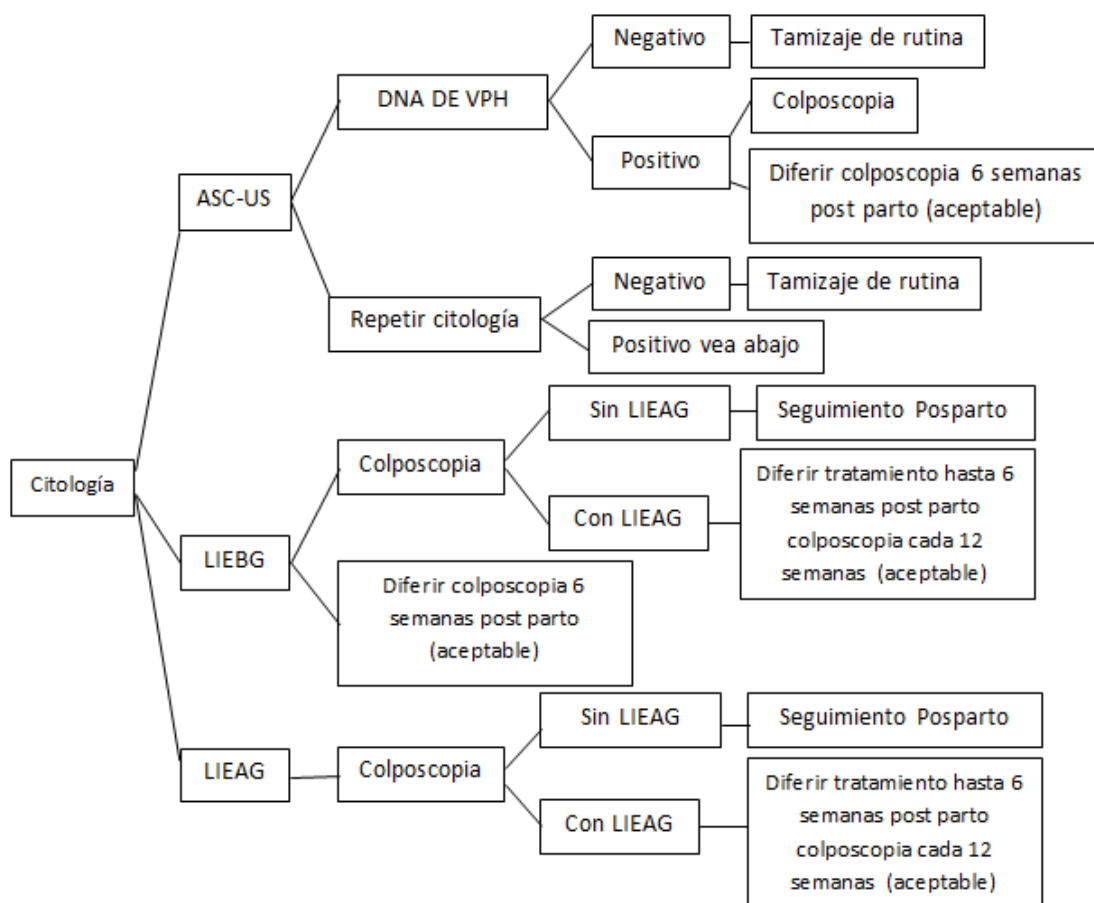 Citología
ASC-US
DNA DE VPH
Negativo
Tamizaje de rutina
Positivo
Colposcopia
Diferir colposcopia 6 semanas
post parto (aceptable)
Repetir citología
Negativo
Tamizaje de rutina
Positivo vea abajo
LIEBG
Colposcopia
Sin LIEAG
Seguimiento Posparto
Con LIEAG
Diferir tratamiento hasta 6
semanas post parto
colposcopia cada 12
semanas (aceptable)
Diferir colposcopia 6
semanas post parto
(aceptable)
LIEAG
Colposcopia
Sin LIEAG
Seguimiento Posparto
Con LIEAG
Diferir tratamiento hasta 6
semanas post parto
colposcopia cada 12
semanas (aceptable)